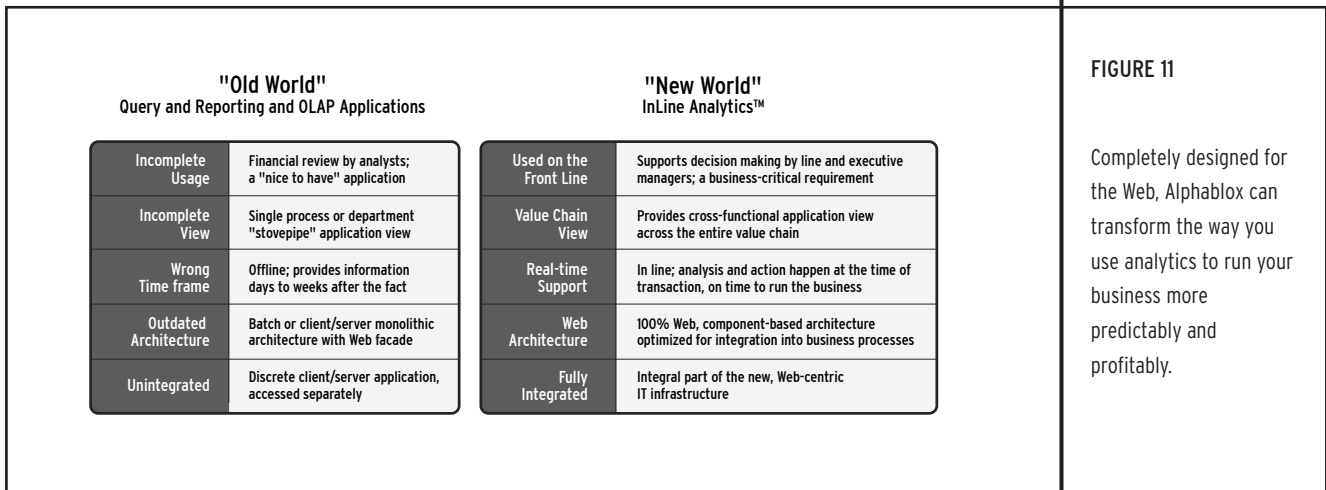 "Old World"
Query and Reporting and OLAP Applications
Incomplete
Usage
Financial review by analysts;
a "nice to have" application
Incomplete
View
Single process or department
"stovepipe" application view
Wrong
Time frame
Offline; provides information
days to weeks after the fact
Outdated
Architecture
Batch or client/server monolithic
architecture with Web facade
Unintegrated
Discrete client/server application,
accessed separately
"New World"
InLine Analytics™
Used on the
Front Line
Supports decision making by line and executive
managers; a business-critical requirement
Value Chain
View
Provides cross-functional application view
across the entire value chain
Real-time
Support
In line; analysis and action happen at the time of
transaction, on time to run the business
Web
Architecture
100% Web, component-based architecture
optimized for integration into business processes
Fully
Integrated
Integral part of the new, Web-centric
IT infrastructure
FIGURE 11
Completely designed for
the Web, Alphablox can
transform the way you
use analytics to run your
business more
predictably and
profitably.